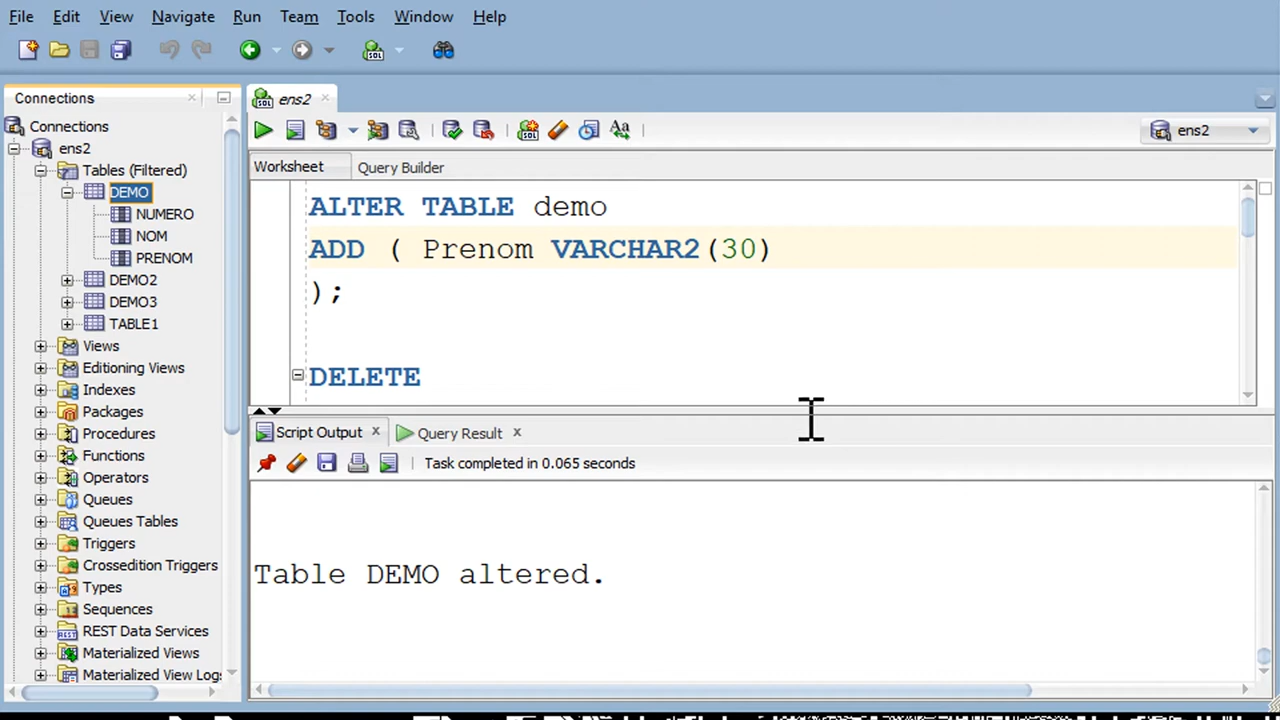 File Edit View Navigate Run Team Tools Window Help
Connections
Connections
ens2
Tables (Filtered)
DEMO
NUMERO
NOM
PRENOM
DEMO2
DEMO3
TABLE1
Views
Editioning Views
Indexes
Packages
Procedures
Functions
Operators
Queues
Queues Tables
Triggers
Crossedition Triggers
Types
Sequences
REST Data Services
Materialized Views
Materialized View Log
ens2
ens2
Worksheet Query Builder
ALTER TABLE demo
ADD ( Prenom VARCHAR2(30)
);
DELETE
Script Output x Query Result x
Task completed in 0.065 seconds
Table DEMO altered.